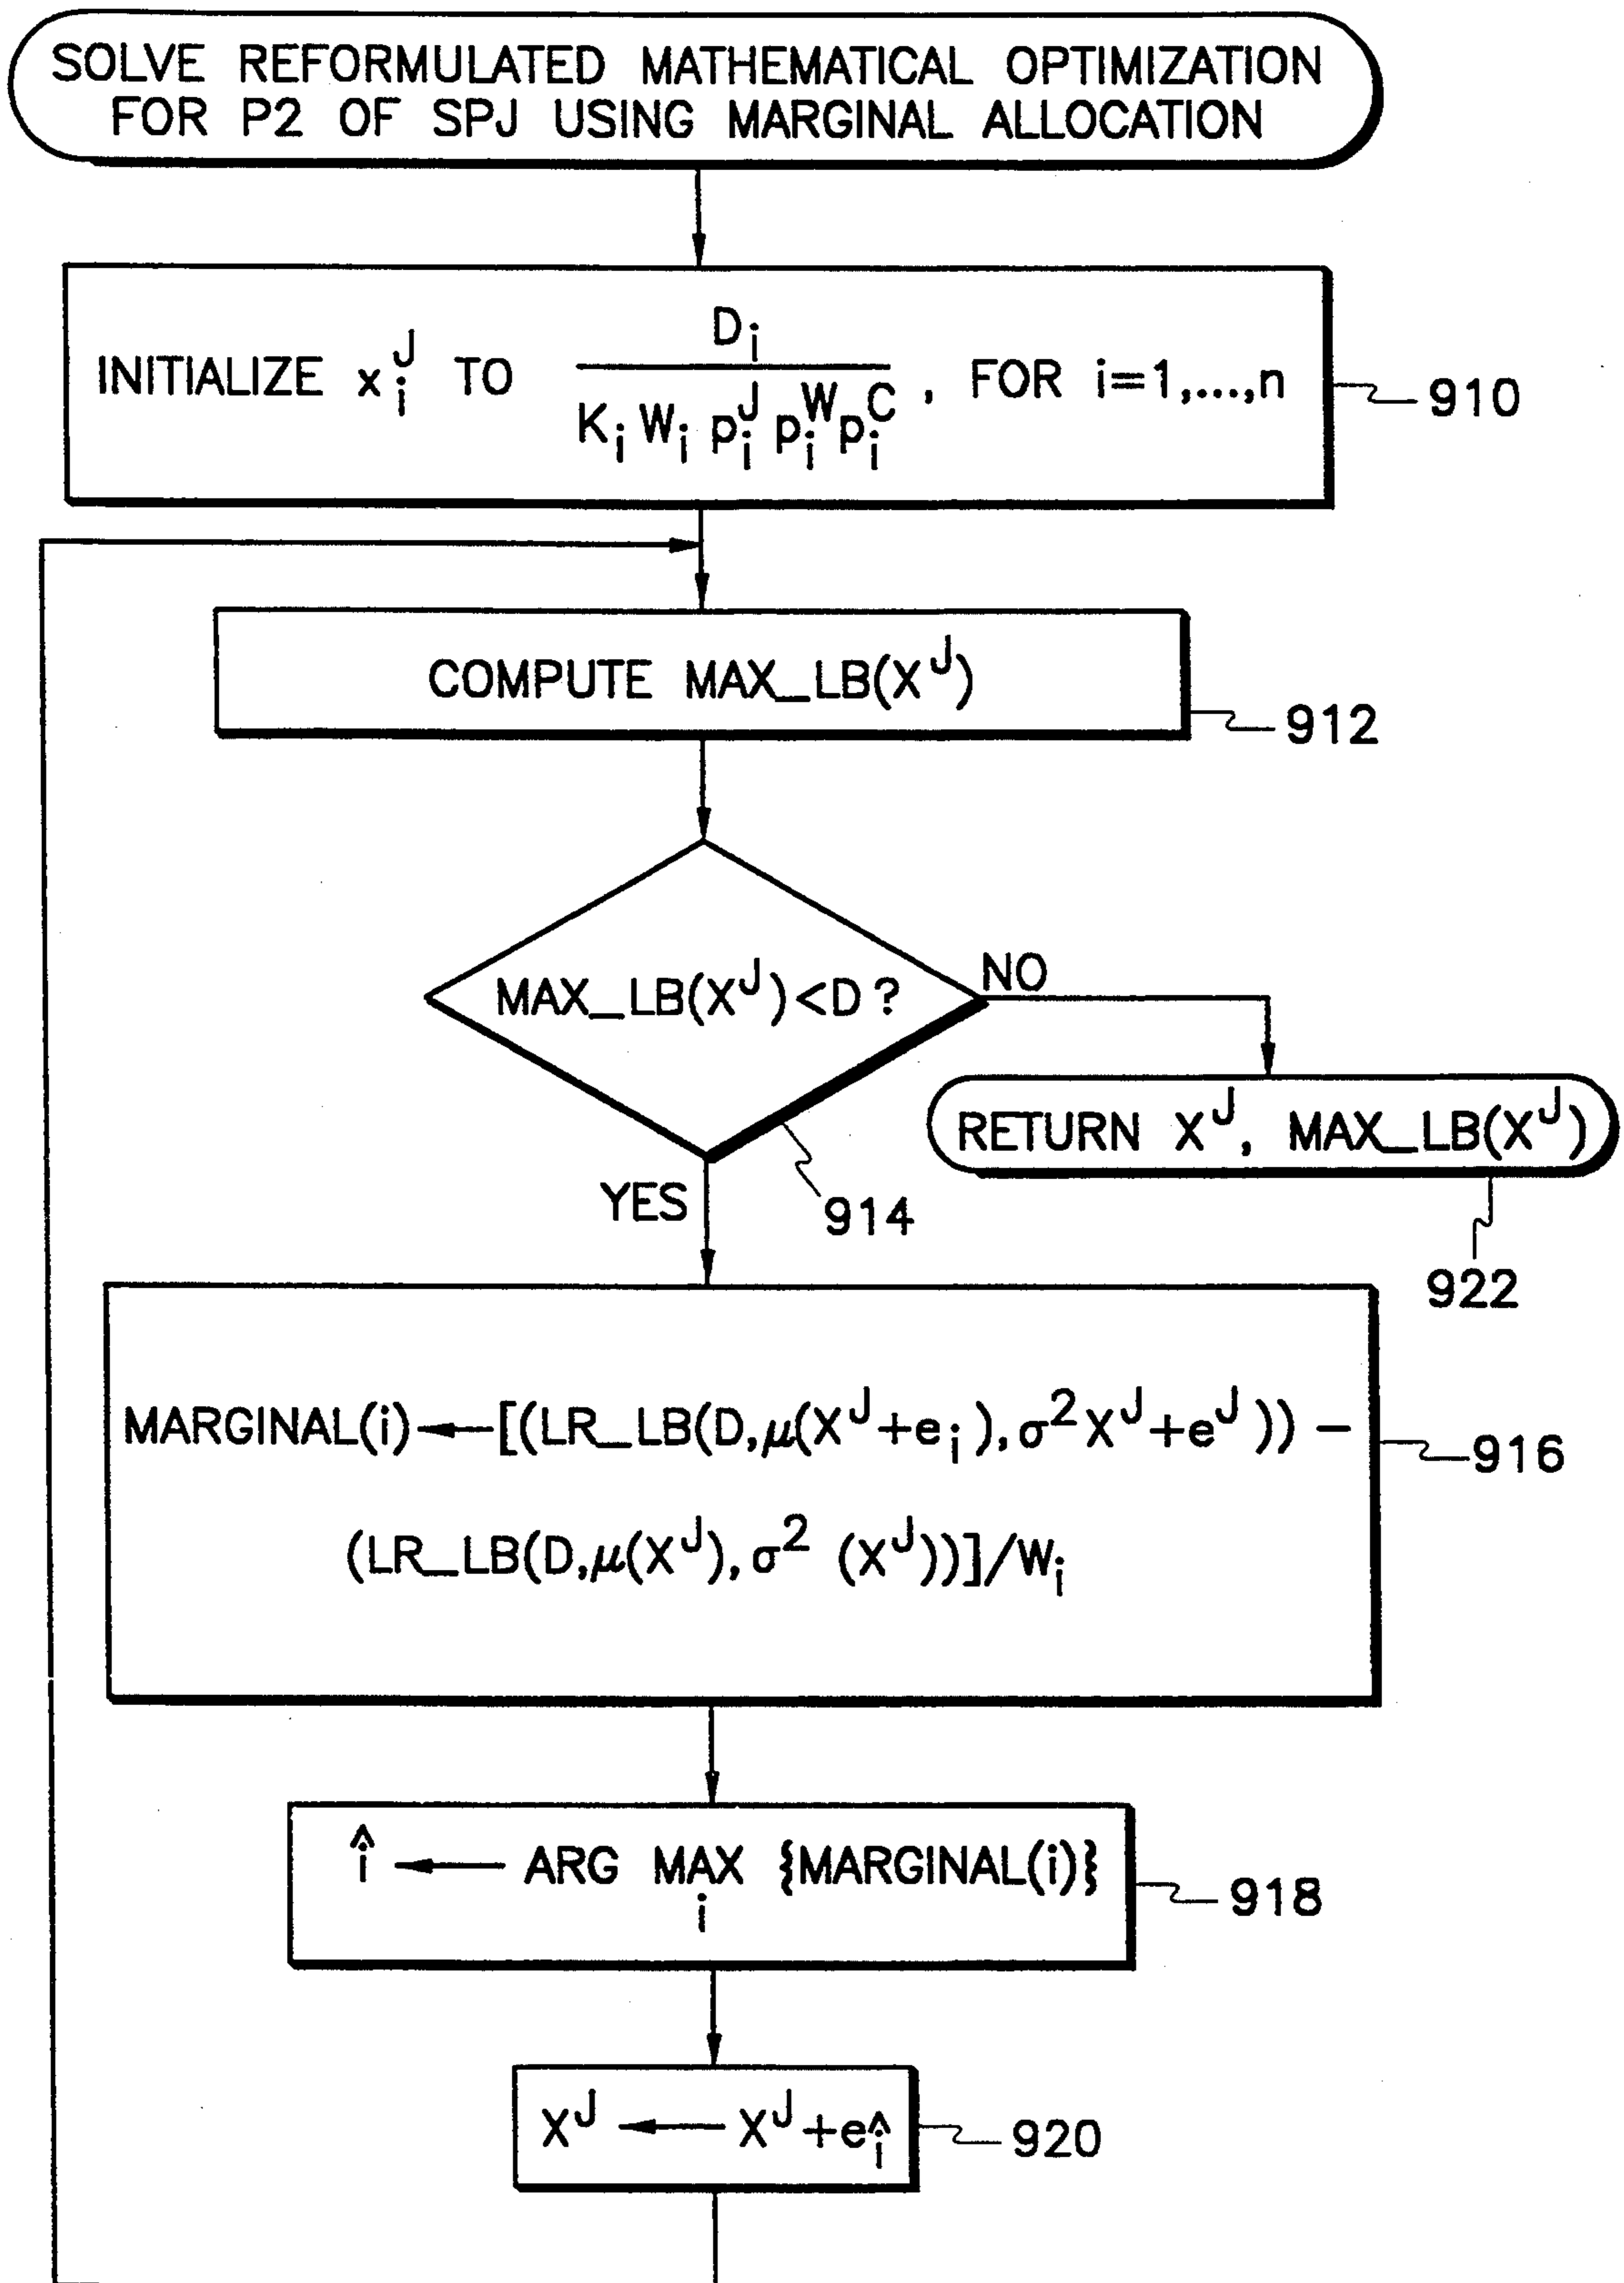 SOLVE REFORMULATED MATHEMATICAL OPTIMIZATION
FOR P2 OF SPJ USING MARGINAL ALLOCATION
INITIALIZE x_i^J TO D_i / (K_i W_i p_i^J p_i^W p_i^C), FOR i=1,...,n
910
COMPUTE MAX_LB(X^J)
912
MAX_LB(X^J)<D?
NO
RETURN X^J, MAX_LB(X^J)
YES
914
922
MARGINAL(i)←[(LR_LB(D,μ(X^J+e_i),σ^2X^J+e^J))−
916
(LR_LB(D,μ(X^J),σ^2 (X^J))]/W_i
î ← ARG MAX {MARGINAL(i)}
i
918
X^J ← X^J+e_î
920